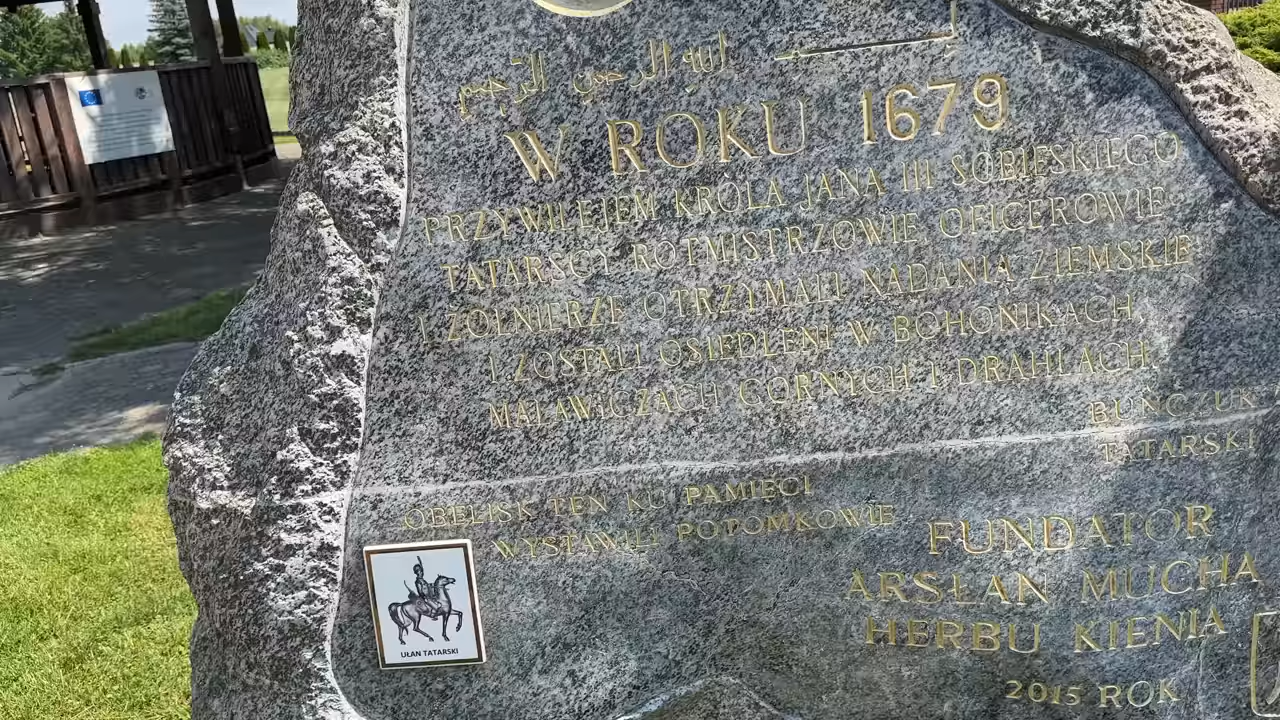 بسم الله الرحمن الرحيم
W ROKU 1679
PRZYWILEJEM KRÓLA JANA III SOBIESKIEGO
TATARSCY ROTMISTRZOWIE OFICEROWIE
I ŻOŁNIERZE OTRZYMALI NADANIA ZIEMSKIE
I ZOSTALI OSIEDLENI W BOHONIKACH
MALAWICZACH GÓRNYCH I DRAHLACH.
BUŃCZUK
TATARSKI
OBELISK TEN KU PAMIĘCI
WYSTAWILI POTOMKOWIE
FUNDATOR
ARSŁAN MUCHA
HERBU KIENIA
2015 ROK
UŁAN TATARSKI